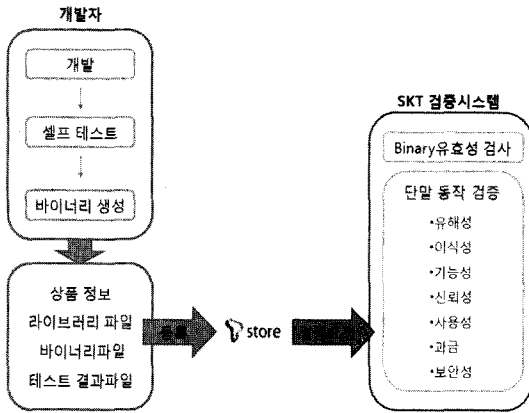 개발자
개발
셀프 테스트
바이너리 생성
상품 정보
라이브러리 파일
바이너리파일
테스트 결과파일
등록
store
SKT 검증시스템
Binary유효성 검사
단말 동작 검증
•유해성
•이식성
•기능성
•신뢰성
•사용성
•과금
•보안성